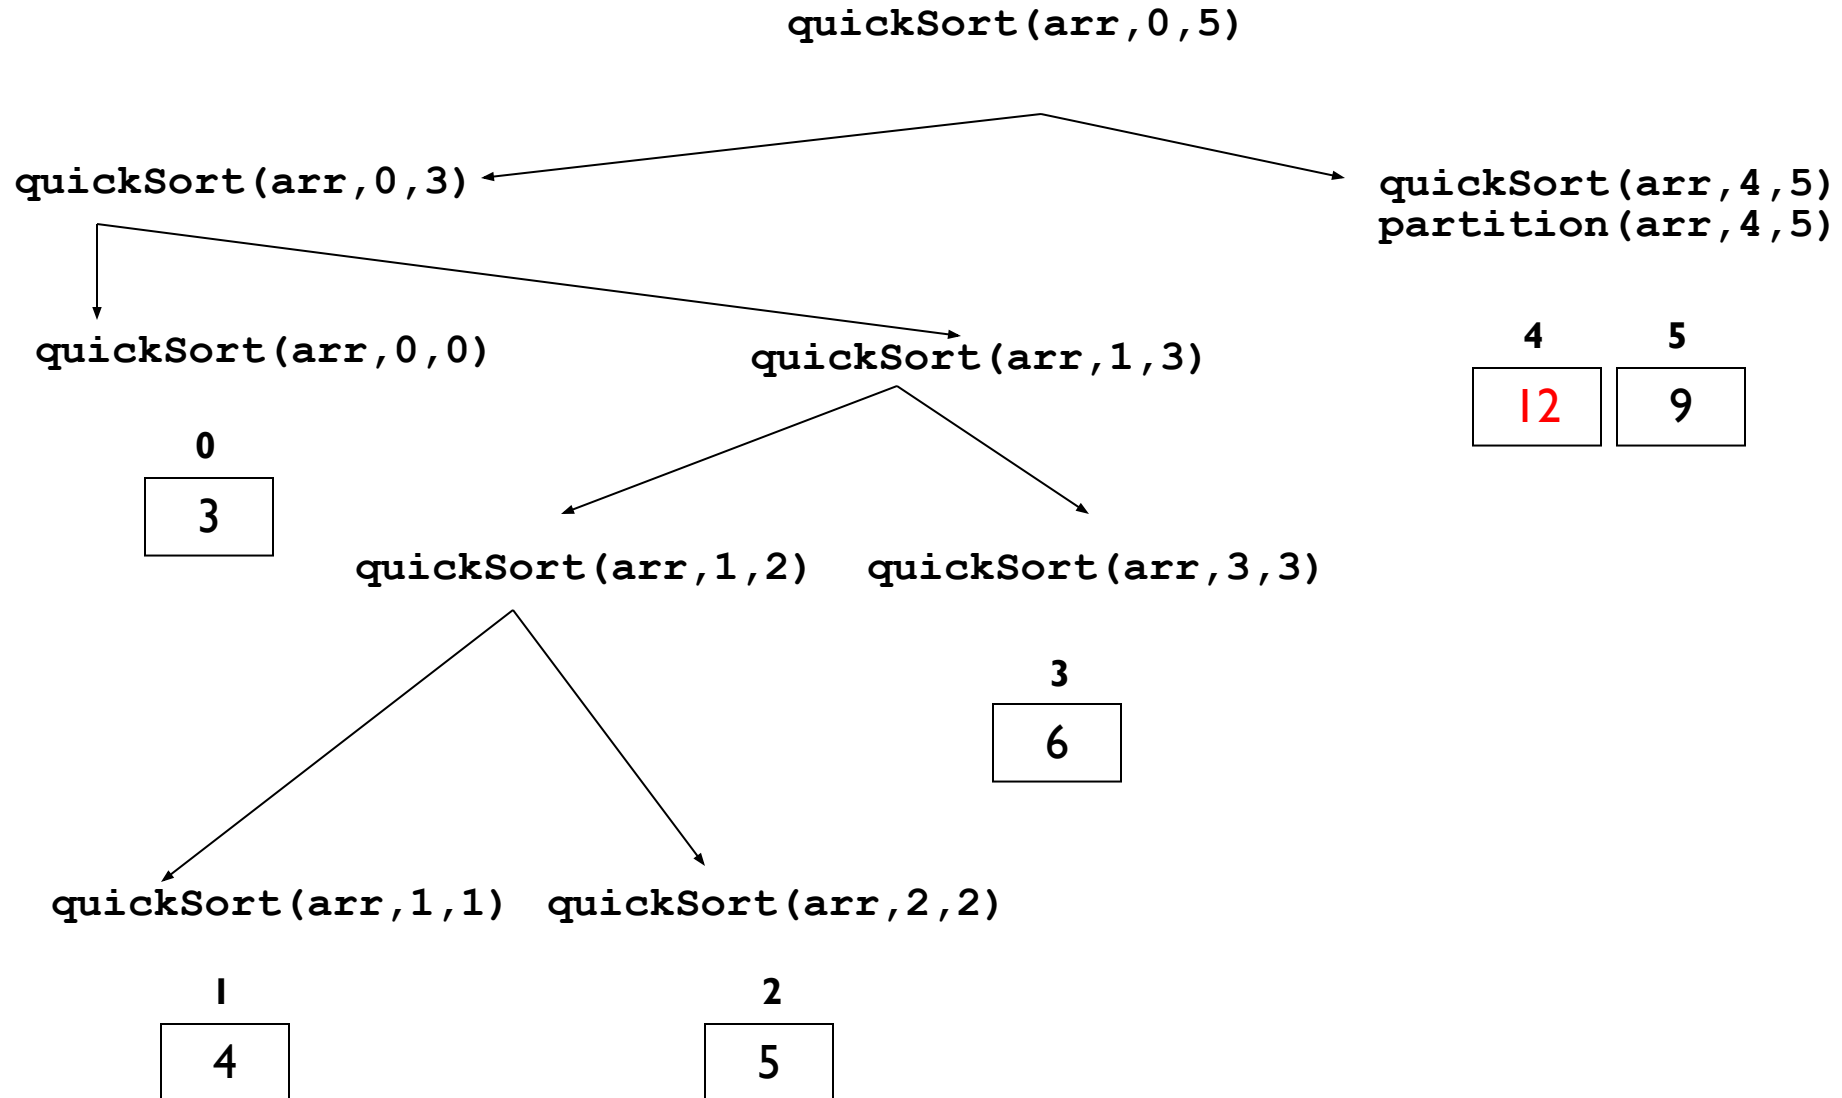 quickSort(arr,0,5)
quickSort(arr,0,3)
quickSort(arr,4,5)
partition(arr,4,5)
quickSort(arr,0,0)
quickSort(arr,1,3)
4 5
12 9
0
3
quickSort(arr,1,2)
quickSort(arr,3,3)
3
6
quickSort(arr,1,1)
quickSort(arr,2,2)
1
4
2
5